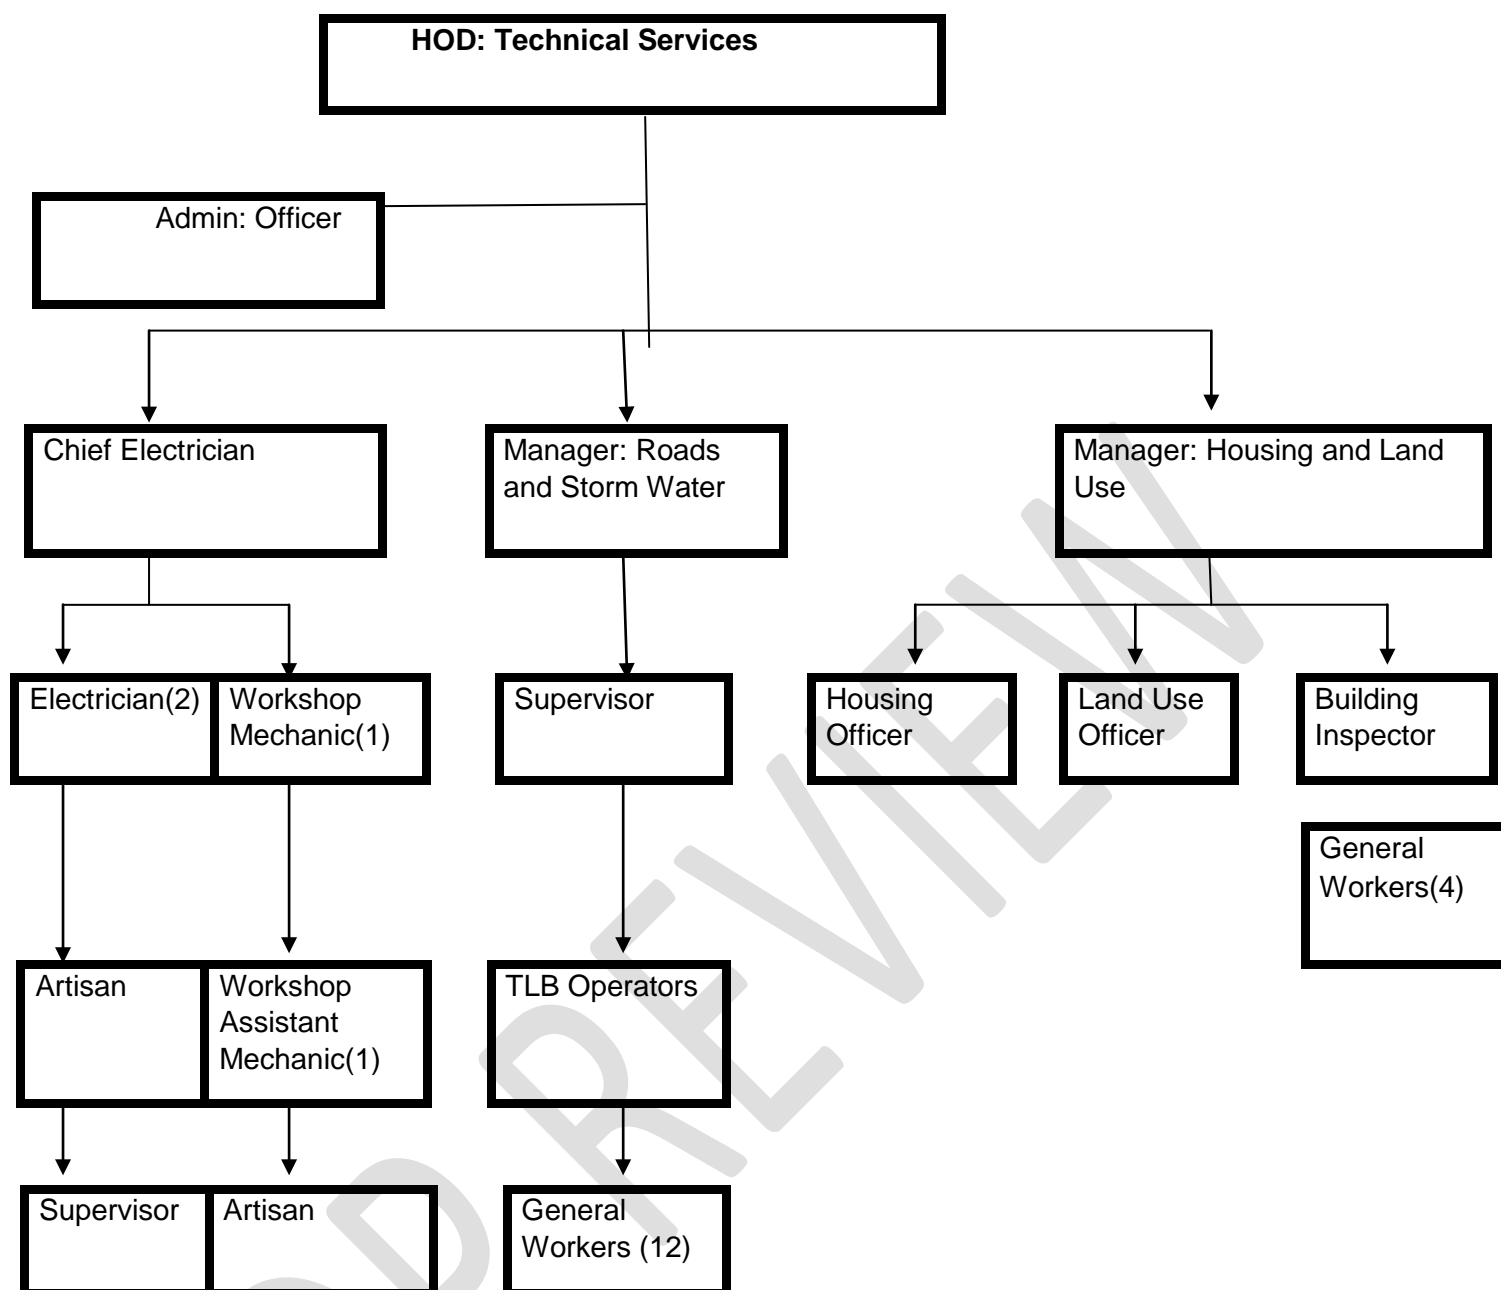 HOD: Technical Services
Admin: Officer
Chief Electrician
Manager: Roads
and Storm Water
Manager: Housing and Land
Use
Electrician(2)
Workshop
Mechanic(1)
Supervisor
Housing
Officer
Land Use
Officer
Building
Inspector
General
Workers(4)
Artisan
Workshop
Assistant
Mechanic(1)
TLB Operators
Supervisor
Artisan
General
Workers (12)
REVIEW